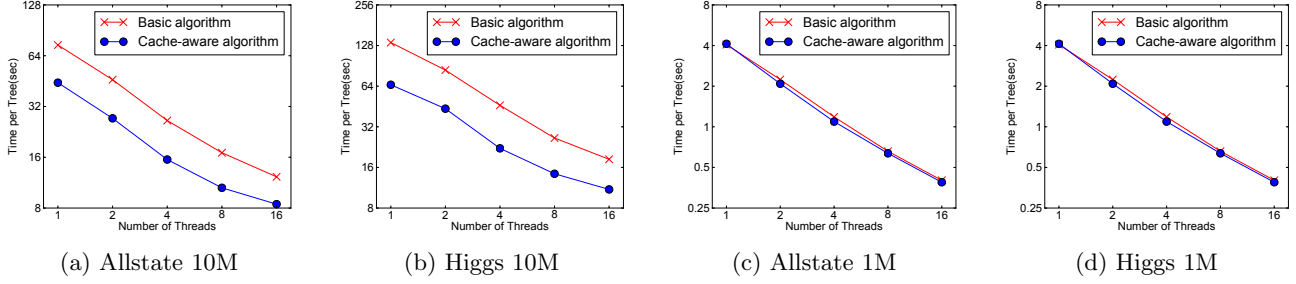 128
64
32
16
8
Time per Tree(sec)
Basic algorithm
Cache-aware algorithm
1 2 4 8 16
Number of Threads
(a) Allstate 10M
256
128
64
32
16
8
Time per Tree(sec)
Basic algorithm
Cache-aware algorithm
1 2 4 8 16
Number of Threads
(b) Higgs 10M
8
4
2
1
0.5
0.25
Time per Tree(sec)
Basic algorithm
Cache-aware algorithm
1 2 4 8 16
Number of Threads
(c) Allstate 1M
8
4
2
1
0.5
0.25
Time per Tree(sec)
Basic algorithm
Cache-aware algorithm
1 2 4 8 16
Number of Threads
(d) Higgs 1M